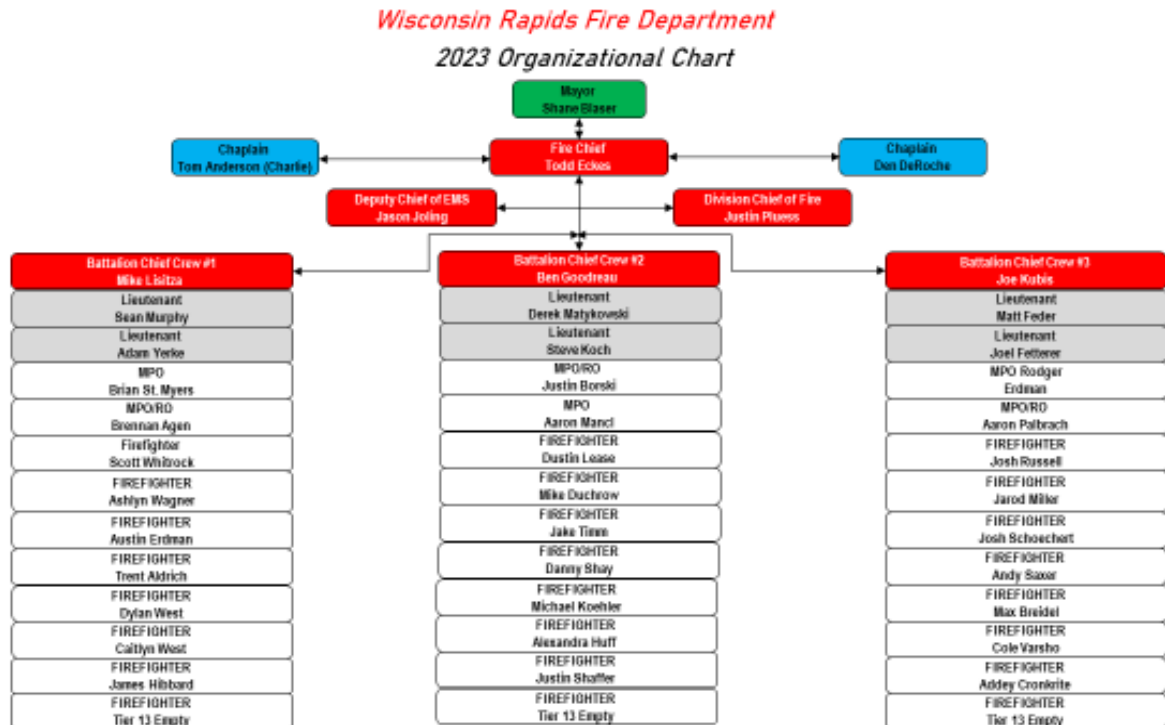 Wisconsin Rapids Fire Department
2023 Organizational Chart
Mayor
Shane Blaser
Chaplain
Tom Anderson (Charlie)
Fire Chief
Todd Eckes
Chaplain
Den DeRoche
Deputy Chief of EMS
Jason Joling
Division Chief of Fire
Justin Pluess
Battalion Chief Crew #1
Mike Lisitza
Lieutenant
Sean Murphy
Lieutenant
Adam Yerke
MPO
Brian St. Myers
MPO/RO
Brennan Agen
Firefighter
Scott Whitrock
FIREFIGHTER
Ashlyn Wagner
FIREFIGHTER
Austin Erdman
FIREFIGHTER
Trent Aldrich
FIREFIGHTER
Dylan West
FIREFIGHTER
Caitlyn West
FIREFIGHTER
James Hibbard
FIREFIGHTER
Tier 13 Empty
Battalion Chief Crew #2
Ben Goodreau
Lieutenant
Derek Matykowski
Lieutenant
Steve Koch
MPO/RO
Justin Borski
MPO
Aaron Mancl
FIREFIGHTER
Dustin Lease
FIREFIGHTER
Mike Duchrow
FIREFIGHTER
Jake Timm
FIREFIGHTER
Danny Shay
FIREFIGHTER
Michael Koehler
FIREFIGHTER
Alexandra Huff
FIREFIGHTER
Justin Shaffer
FIREFIGHTER
Tier 13 Empty
Battalion Chief Crew #3
Joe Kubis
Lieutenant
Matt Feder
Lieutenant
Joel Fetterer
MPO Rodger
Erdman
MPO/RO
Aaron Palbrach
FIREFIGHTER
Josh Russell
FIREFIGHTER
Jarod Miller
FIREFIGHTER
Josh Schoechert
FIREFIGHTER
Andy Saxer
FIREFIGHTER
Max Breidel
FIREFIGHTER
Cole Varsho
FIREFIGHTER
Addey Cronkrite
FIREFIGHTER
Tier 13 Empty